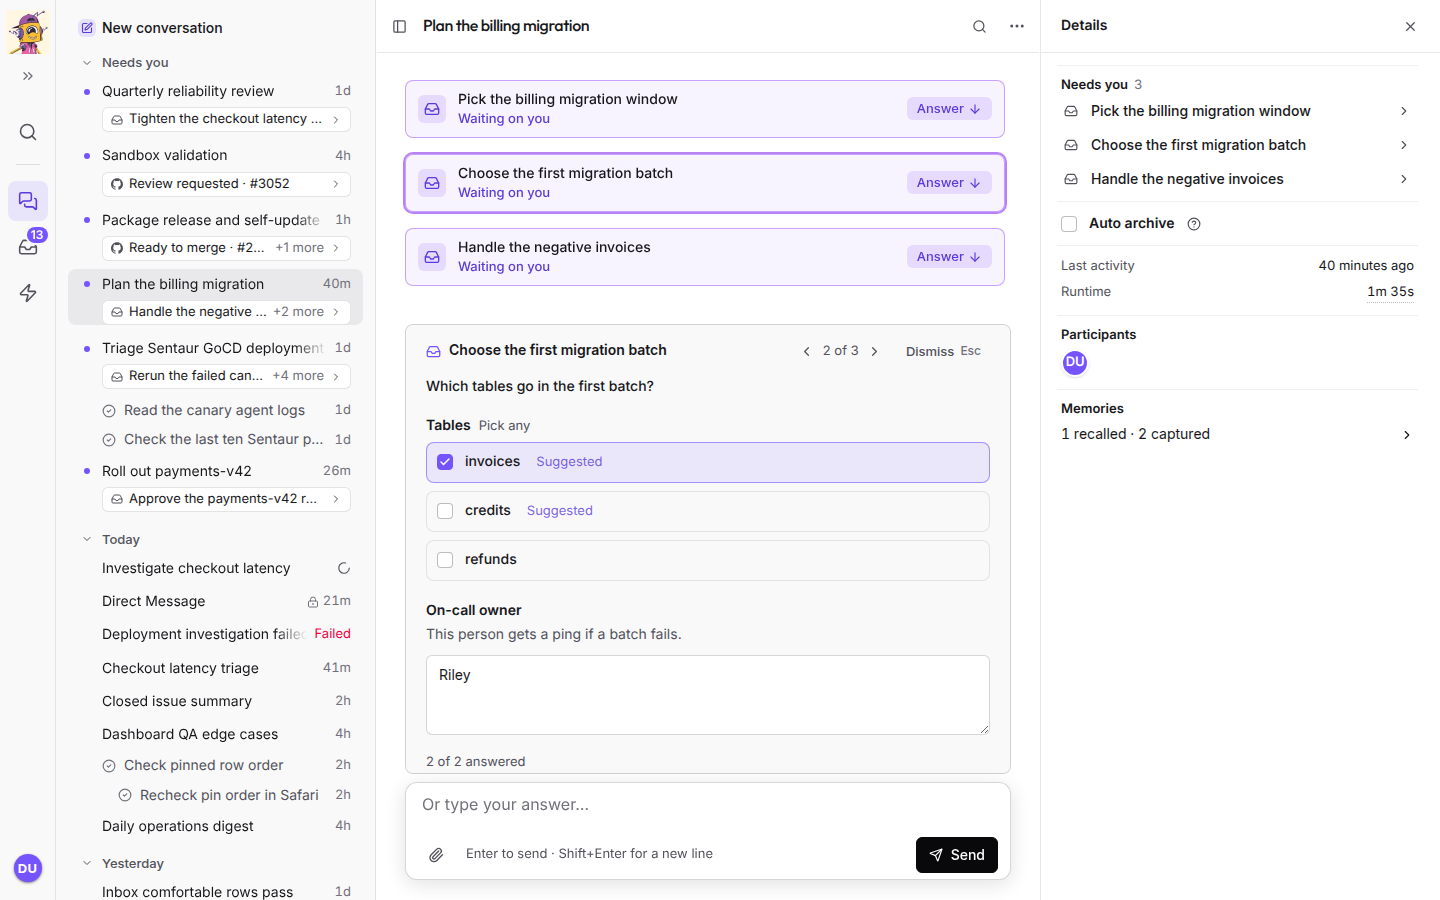 New conversation
Needs you
Quarterly reliability review 1d
Tighten the checkout latency ...
Sandbox validation 4h
Review requested · #3052
Package release and self-update 1h
Ready to merge · #2... +1 more
Plan the billing migration 40m
Handle the negative ... +2 more
Triage Sentaur GoCD deployment 1d
Rerun the failed can... +4 more
Read the canary agent logs 1d
Check the last ten Sentaur p... 1d
Roll out payments-v42 26m
Approve the payments-v42 r...
Today
Investigate checkout latency
Direct Message 21m
Deployment investigation failed Failed
Checkout latency triage 41m
Closed issue summary 2h
Dashboard QA edge cases 4h
Check pinned row order 2h
Recheck pin order in Safari 2h
Daily operations digest 4h
Yesterday
Inbox comfortable rows pass 1d
13
DU
Plan the billing migration
Pick the billing migration window
Waiting on you
Answer
Choose the first migration batch
Waiting on you
Answer
Handle the negative invoices
Waiting on you
Answer
Choose the first migration batch 2 of 3 Dismiss Esc
Which tables go in the first batch?
Tables Pick any
invoices Suggested
credits Suggested
refunds
On-call owner
This person gets a ping if a batch fails.
Riley
2 of 2 answered
Or type your answer...
Enter to send · Shift+Enter for a new line
Send
Details
Needs you 3
Pick the billing migration window
Choose the first migration batch
Handle the negative invoices
Auto archive
Last activity 40 minutes ago
Runtime 1m 35s
Participants
DU
Memories
1 recalled · 2 captured